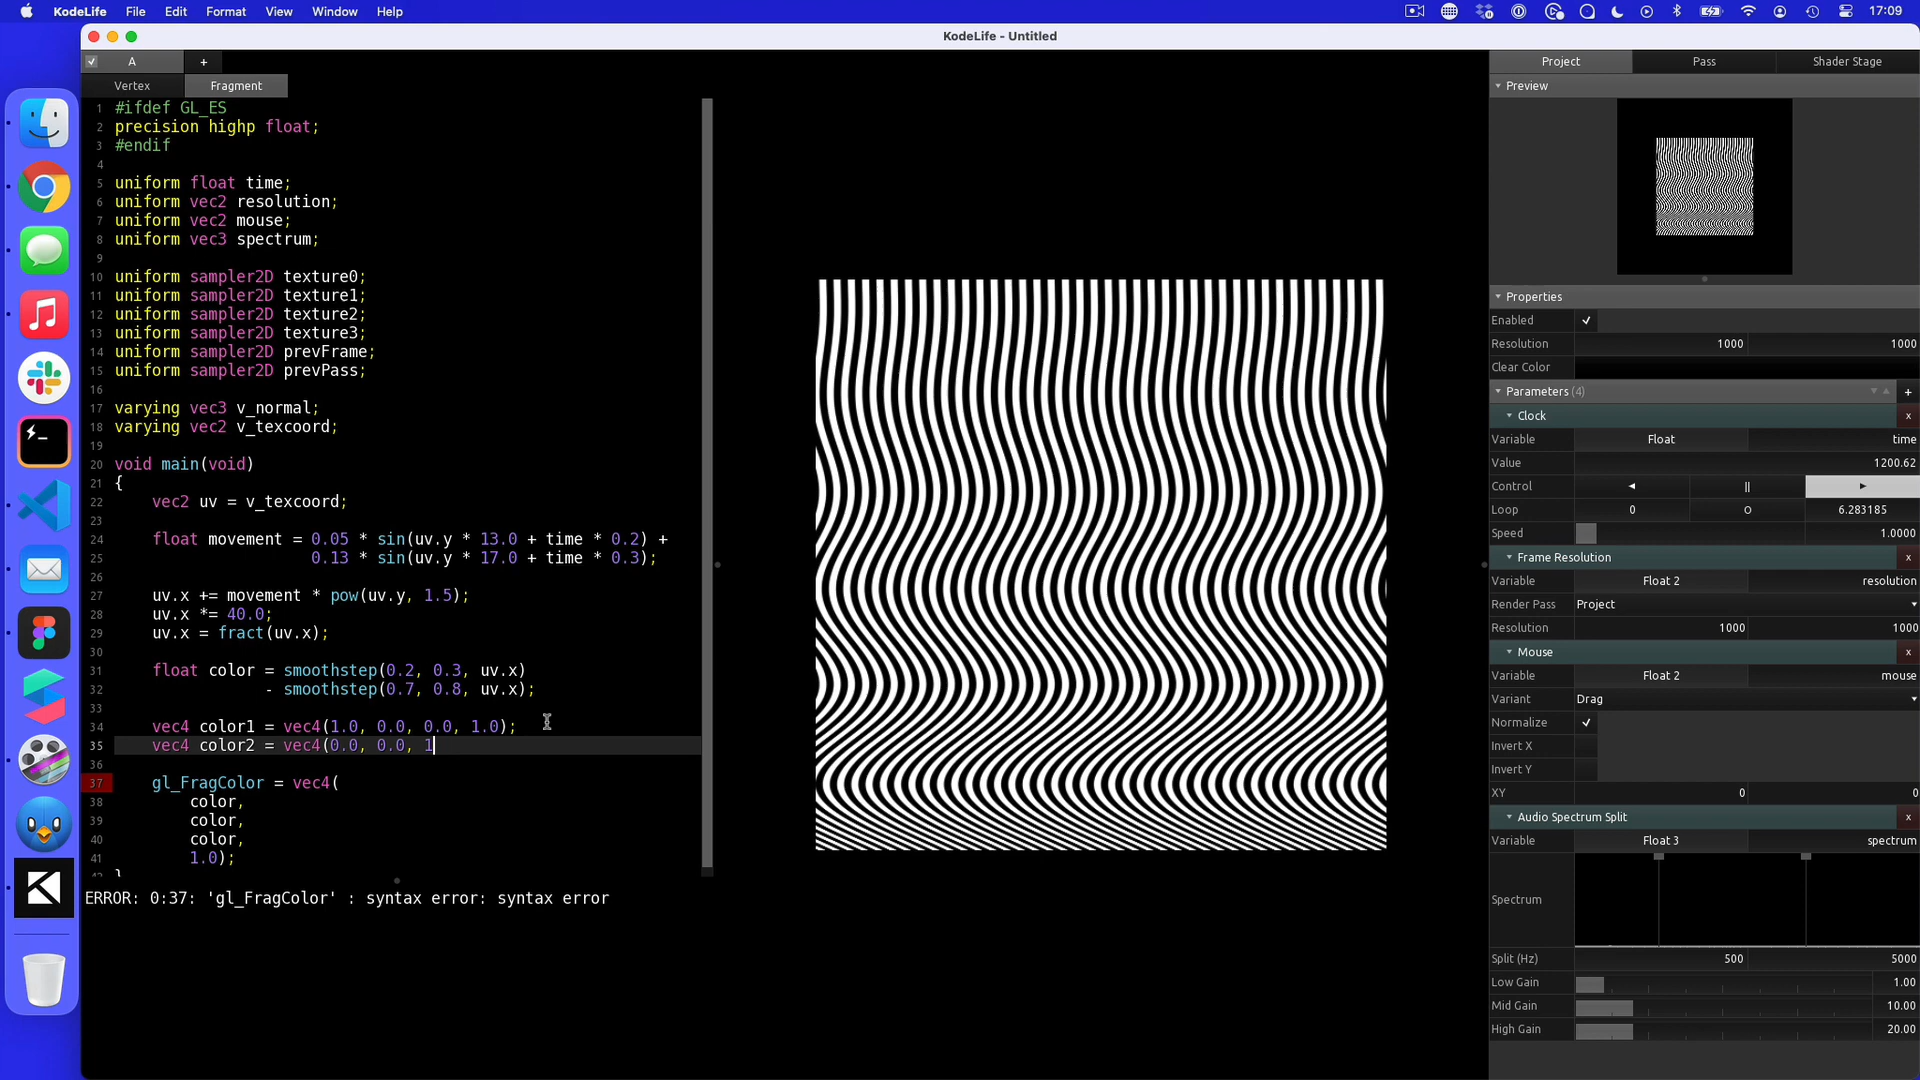 KodeLife File Edit Format View Window Help 17:09
KodeLife - Untitled
A +
Vertex Fragment
1 #ifdef GL_ES
2 precision highp float;
3 #endif
4
5 uniform float time;
6 uniform vec2 resolution;
7 uniform vec2 mouse;
8 uniform vec3 spectrum;
9
10 uniform sampler2D texture0;
11 uniform sampler2D texture1;
12 uniform sampler2D texture2;
13 uniform sampler2D texture3;
14 uniform sampler2D prevFrame;
15 uniform sampler2D prevPass;
16
17 varying vec3 v_normal;
18 varying vec2 v_texcoord;
19
20 void main(void)
21 {
22 vec2 uv = v_texcoord;
23
24 float movement = 0.05 * sin(uv.y * 13.0 + time * 0.2) +
25 0.13 * sin(uv.y * 17.0 + time * 0.3);
26
27 uv.x += movement * pow(uv.y, 1.5);
28 uv.x *= 40.0;
29 uv.x = fract(uv.x);
30
31 float color = smoothstep(0.2, 0.3, uv.x)
32 - smoothstep(0.7, 0.8, uv.x);
33
34 vec4 color1 = vec4(1.0, 0.0, 0.0, 1.0);
35 vec4 color2 = vec4(0.0, 0.0, 1
36
37 gl_FragColor = vec4(
38 color,
39 color,
40 color,
41 1.0);
42 }
ERROR: 0:37: 'gl_FragColor' : syntax error: syntax error
Project Pass Shader Stage
Preview
Properties
Enabled
Resolution 1000 1000
Clear Color
Parameters (4) +
Clock x
Variable Float time
Value 1200.62
Control
Loop 0 O 6.283185
Speed 1.0000
Frame Resolution x
Variable Float 2 resolution
Render Pass Project
Resolution 1000 1000
Mouse x
Variable Float 2 mouse
Variant Drag
Normalize
Invert X
Invert Y
XY 0 0
Audio Spectrum Split x
Variable Float 3 spectrum
Spectrum
Split (Hz) 500 5000
Low Gain 1.00
Mid Gain 10.00
High Gain 20.00